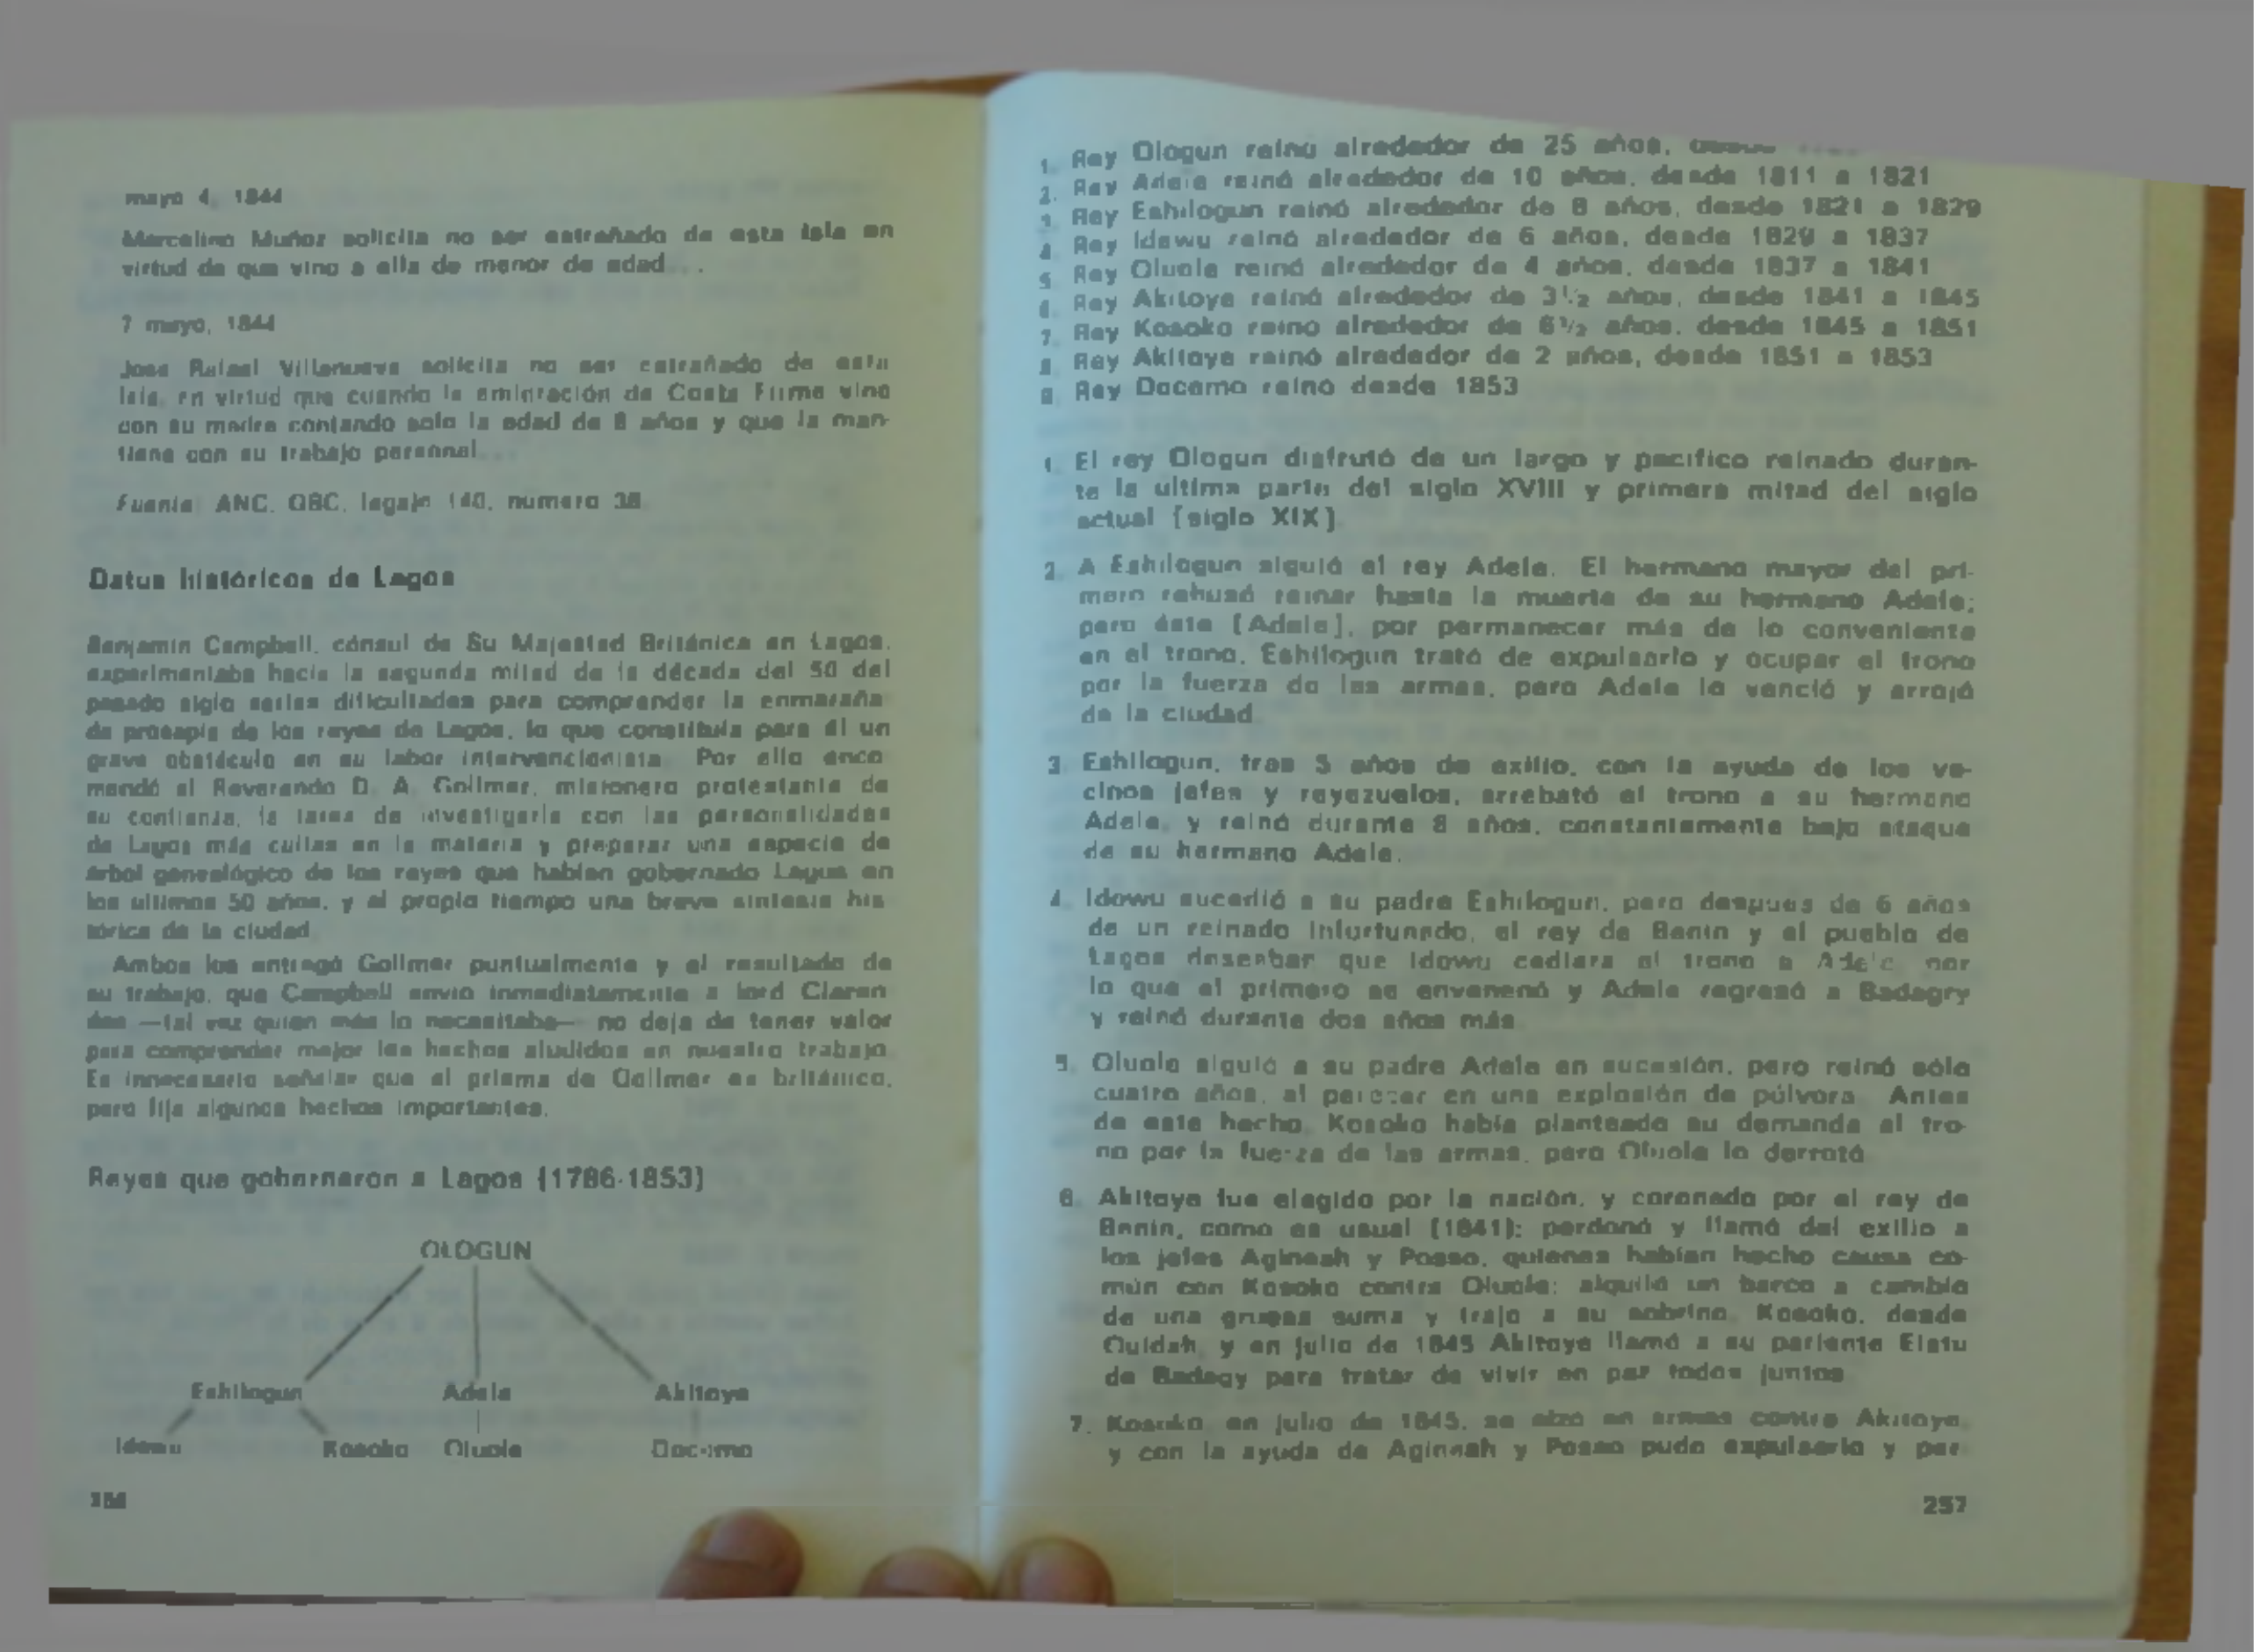 mayo 4, 1844
Marcelino Muñoz solicita no ser extrañado de esta isla en
virtud de que vino a ella de menor de edad...
7 mayo, 1844
Jose Rafael Villanueva solicita no ser extrañado de esta
isla, en virtud que cuando la emigración de Costa Firme vino
con su madre contando solo la edad de 8 años y que la man-
tiene con su trabajo personal...
Fuente: ANC. GBC, legajo 140, numero
Datos históricos de Lagos
Benjamín Campbell, cónsul de Su Majestad Británica en Lagos,
experimentaba hacia la segunda mitad de la década del 50 del
pasado siglo serias dificultades para comprender la enmaraña-
da prosapia de los reyes de Lagos, lo que constituía para él un
grave obstáculo en su labor intervencionista. Por ello enco-
mendó al Reverendo D. A. Gollmer, misionero protestante de
su confianza, la tarea de investigarla con las personalidades
de Lagos más cultas en la materia y preparar una especie de
árbol genealógico de los reyes que habían gobernado Lagos en
los ultimos 50 años, y al propio tiempo una breve síntesis his-
tórica de la ciudad.
Ambos los entregó Gollmer puntualmente y el resultado de
su trabajo, que Campbell envió inmediatamente a lord Claren-
don —tal vez quien más lo necesitaba— no deja de tener valor
para comprender mejor los hechos aludidos en nuestro trabajo.
Es innecesario señalar que el prisma de Gollmer es británico,
pero fija algunos hechos importantes.
Reyes que gobernaron a Lagos (1786-1853)
OLOGUN
Eshilogun Adele Akitoye
Idewu Kosoko Oluole Docemo
1. Rey Ologun reinó alrededor de 25 años,
2. Rey Adele reinó alrededor de 10 años, desde 1811 a 1821
3. Rey Eshilogun reinó alrededor de 8 años, desde 1821 a 1829
4. Rey Idewu reinó alrededor de 6 años, desde 1829 a 1837
5. Rey Oluole reinó alrededor de 4 años, desde 1837 a 1841
6. Rey Akitoye reinó alrededor de 3½ años, desde 1841 a 1845
7. Rey Kosoko reinó alrededor de 6½ años, desde 1845 a 1851
8. Rey Akitoye reinó alrededor de 2 años, desde 1851 a 1853
9. Rey Docemo reinó desde 1853
1. El rey Ologun disfrutó de un largo y pacífico reinado duran-
te la ultima parte del siglo XVIII y primera mitad del siglo
actual [siglo XIX].
2. A Eshilogun siguió el rey Adele. El hermano mayor del pri-
mero rehusó reinar hasta la muerte de su hermano Adele;
pero éste [Adele], por permanecer más de lo conveniente
en el trono, Eshilogun trató de expulsarlo y ocupar el trono
por la fuerza de las armas, pero Adele lo venció y arrojó
de la ciudad.
3. Eshilogun, tras 5 años de exilio, con la ayuda de los ve-
cinos jefes y reyezuelos, arrebató el trono a su hermano
Adele, y reinó durante 8 años, constantemente bajo ataque
de su hermano Adele.
4. Idowu sucedió a su padre Eshilogun, pero despues de 6 años
de un reinado infortunado, el rey de Benin y el pueblo de
Lagos deseaban que Idowu cediera el trono a Adele, por
lo que el primero se envenenó y Adele regresó a Badagry
y reinó durante dos años más.
5. Oluole siguió a su padre Adele en sucesión, pero reinó sólo
cuatro años, al perecer en una explosión de pólvora. Antes
de este hecho, Kosoko había planteado su demanda al tro-
no por la fuerza de las armas, pero Oluole lo derrotó.
6. Akitoye fue elegido por la nación, y coronado por el rey de
Benin, como es usual (1841); perdonó y llamó del exilio a
los jefes Agineah y Posso, quienes habían hecho causa co-
mún con Kosoko contra Oluole; alquiló un barco a cambio
de una gruesa suma y trajo a su sobrino, Kosoko, desde
Ouidah, y en julio de 1845 Akitoye llamó a su pariente Eletu
de Badagy para tratar de vivir en paz todos juntos.
7. Kosoko, en julio de 1845, se alzó en armas contra Akitoye,
y con la ayuda de Agineah y Posso pudo expulsarlo y per-
257